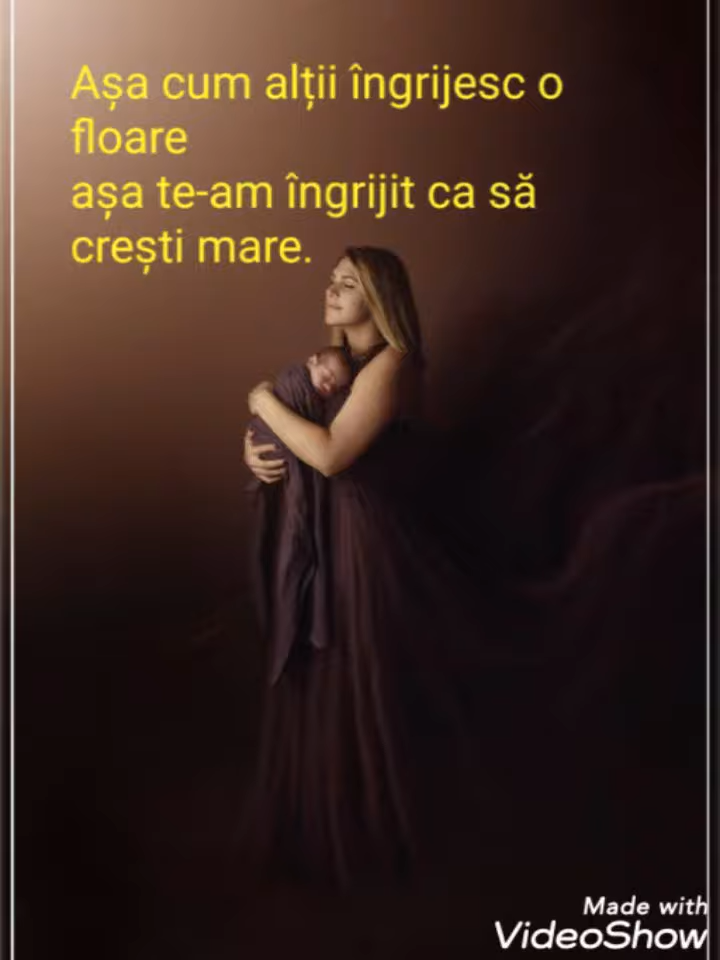 Așa cum alții îngrijesc o
floare
așa te-am îngrijit ca să
crești mare.
Made with
VideoShow